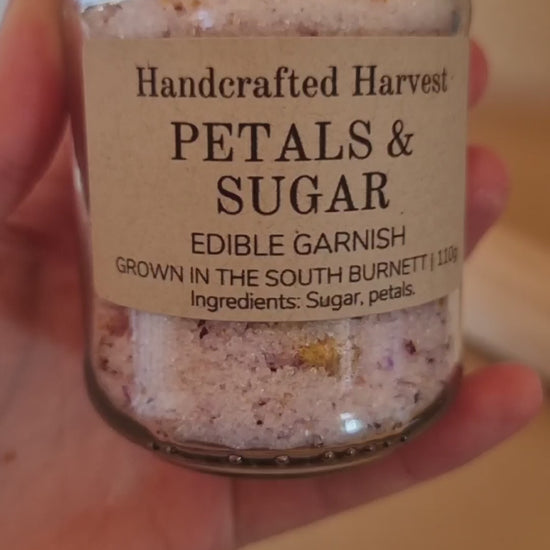 Handcrafted Harvest
PETALS &
SUGAR
EDIBLE GARNISH
GROWN IN THE SOUTH BURNETT | 110g
Ingredients: Sugar, petals.